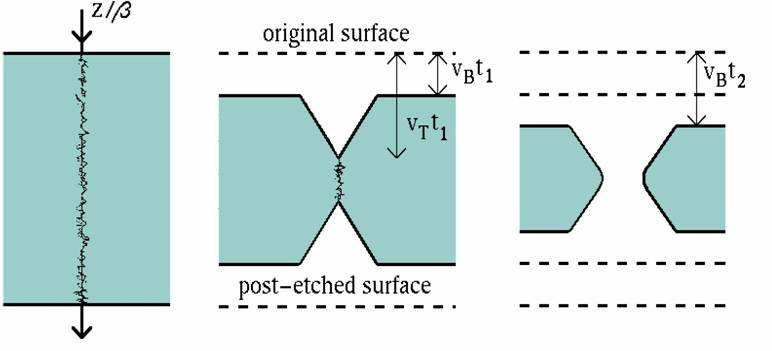 z/β
original surface
v_B t_1
v_T t_1
post-etched surface
v_B t_2